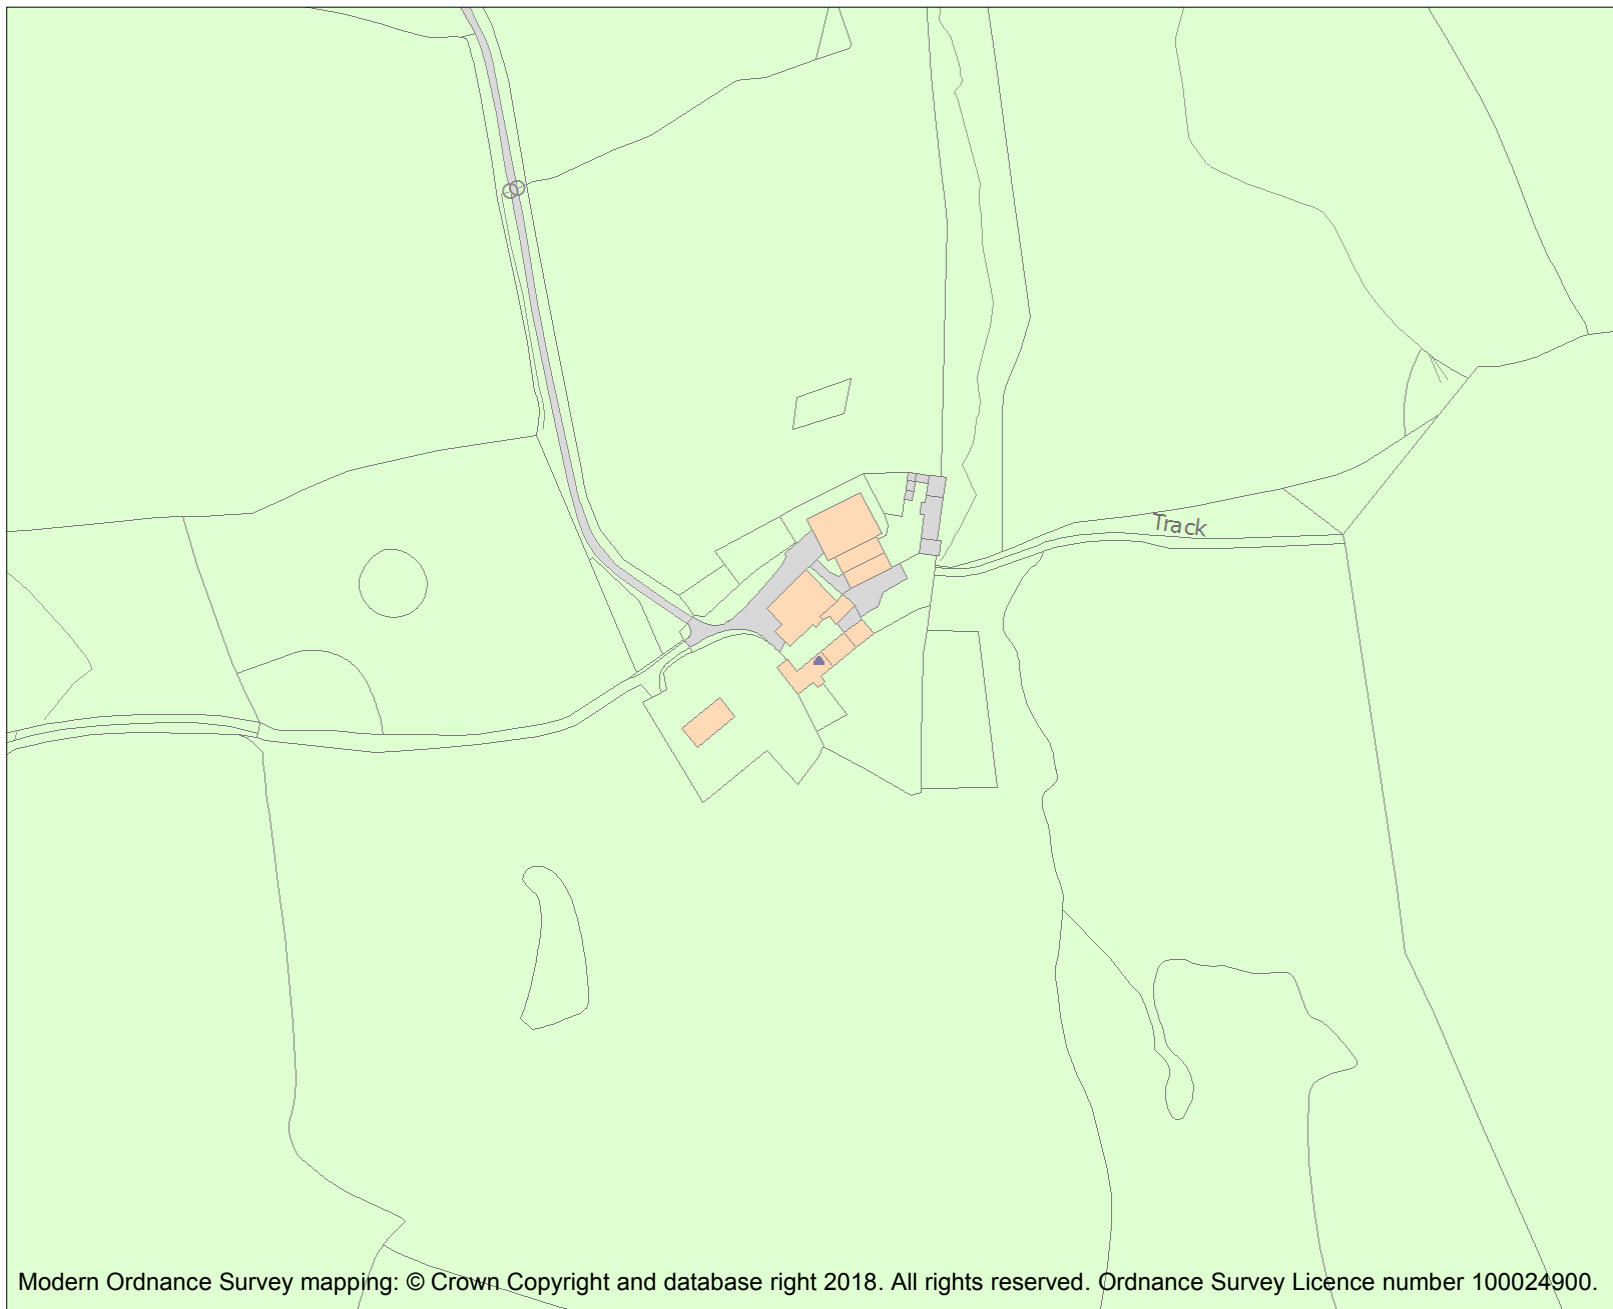 Track
Modern Ordnance Survey mapping: © Crown Copyright and database right 2018. All rights reserved. Ordnance Survey Licence number 100024900.